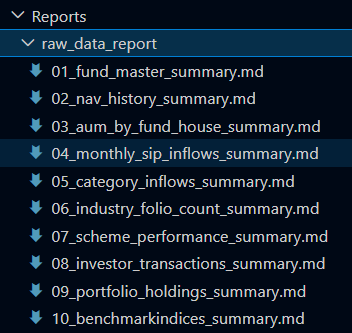 Reports
raw_data_report
01_fund_master_summary.md
02_nav_history_summary.md
03_aum_by_fund_house_summary.md
04_monthly_sip_inflows_summary.md
05_category_inflows_summary.md
06_industry_folio_count_summary.md
07_scheme_performance_summary.md
08_investor_transactions_summary.md
09_portfolio_holdings_summary.md
10_benchmarkindices_summary.md